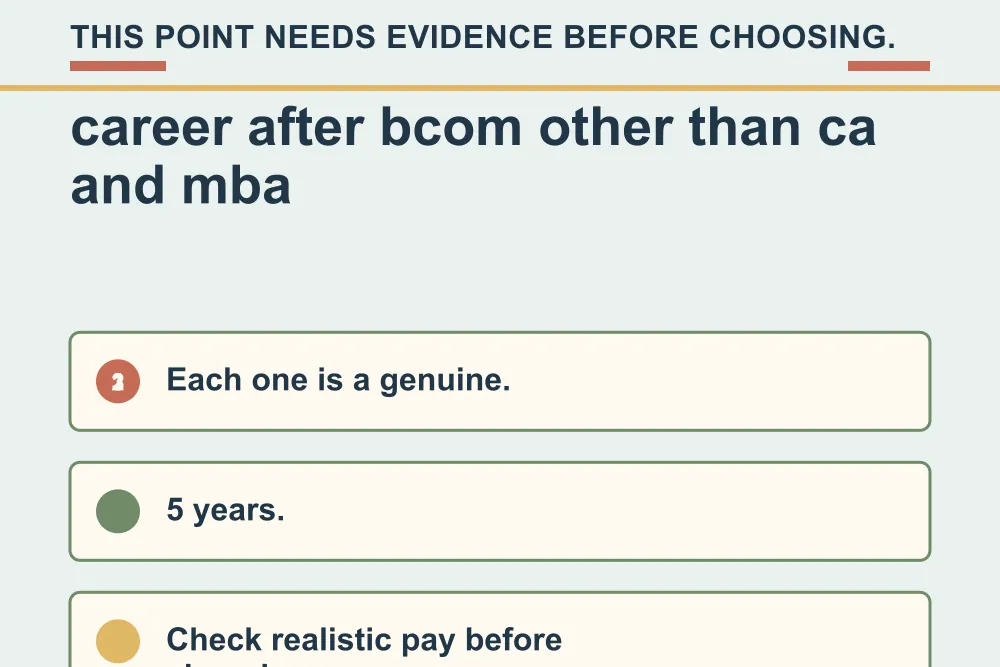 THIS POINT NEEDS EVIDENCE BEFORE CHOOSING.
career after bcom other than ca
and mba
Each one is a genuine.
5 years.
Check realistic pay before